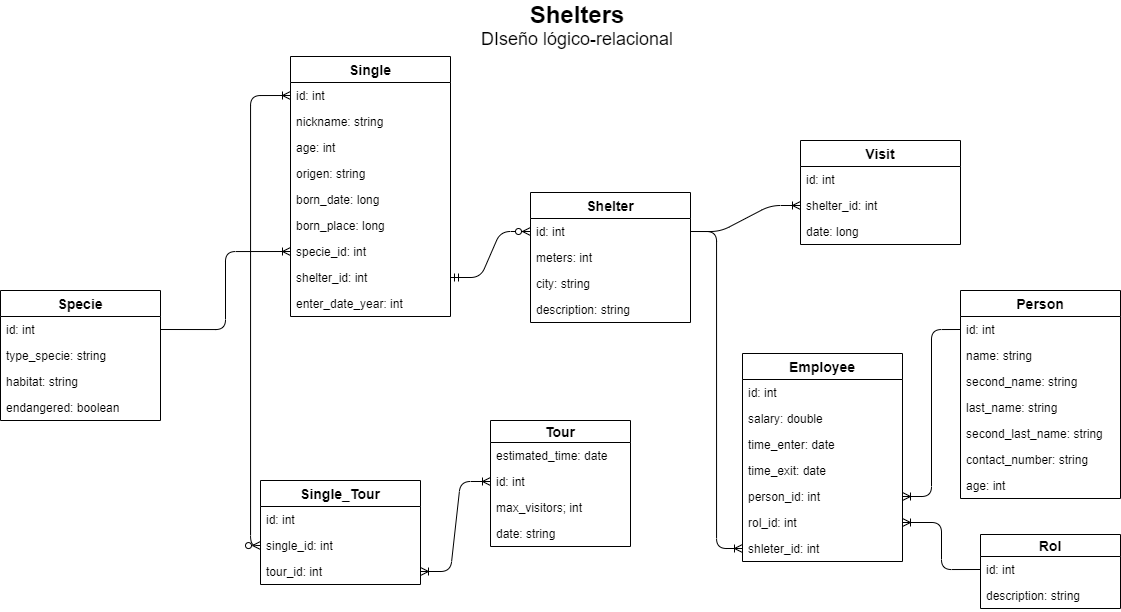 Shelters
DIseño lógico-relacional
Single
id: int
nickname: string
age: int
origen: string
born_date: long
born_place: long
specie_id: int
shelter_id: int
enter_date_year: int
Shelter
id: int
meters: int
city: string
description: string
Visit
id: int
shelter_id: int
date: long
Specie
id: int
type_specie: string
habitat: string
endangered: boolean
Person
id: int
name: string
second_name: string
last_name: string
second_last_name: string
contact_number: string
age: int
Employee
id: int
salary: double
time_enter: date
time_exit: date
person_id: int
rol_id: int
shleter_id: int
Tour
estimated_time: date
id: int
max_visitors; int
date: string
Single_Tour
id: int
single_id: int
tour_id: int
Rol
id: int
description: string